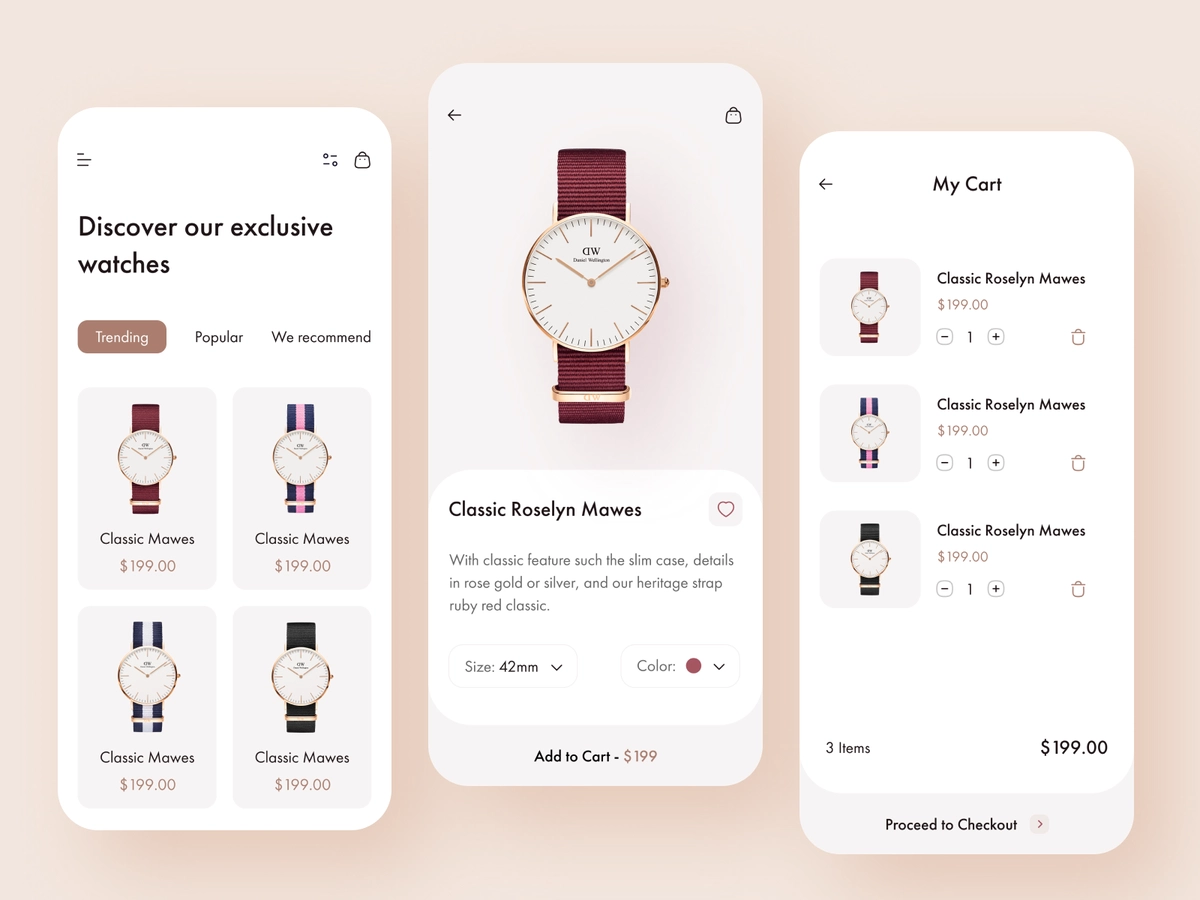 Discover our exclusive
watches
Trending
Popular
We recommend
Classic Mawes
$199.00
Classic Mawes
$199.00
Classic Mawes
$199.00
Classic Mawes
$199.00
DW
Daniel Wellington
DW
Classic Roselyn Mawes
With classic feature such the slim case, details
in rose gold or silver, and our heritage strap
ruby red classic.
Size: 42mm
Color:
Add to Cart - $199
My Cart
Classic Roselyn Mawes
$199.00
1
Classic Roselyn Mawes
$199.00
1
Classic Roselyn Mawes
$199.00
1
3 Items
$199.00
Proceed to Checkout